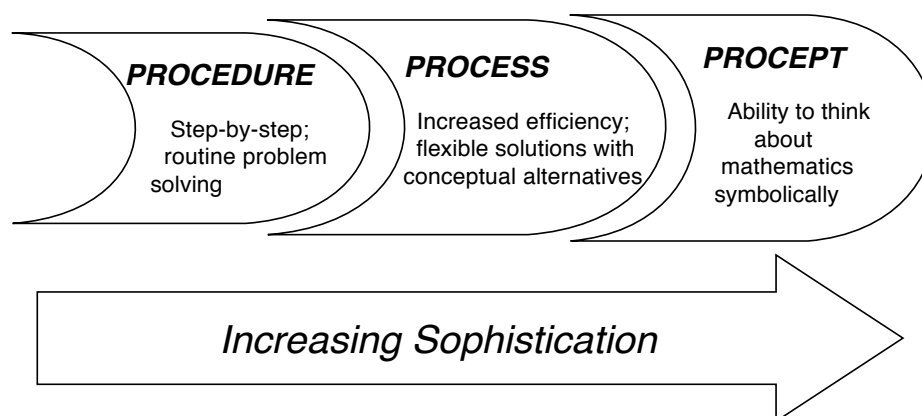 PROCEDURE
Step-by-step;
routine problem
solving
PROCESS
Increased efficiency;
flexible solutions with
conceptual alternatives
PROCEPT
Ability to think
about
mathematics
symbolically
Increasing Sophistication